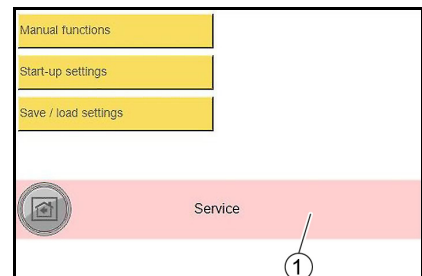 Manual functions
Start-up settings
Save / load settings
Service
1